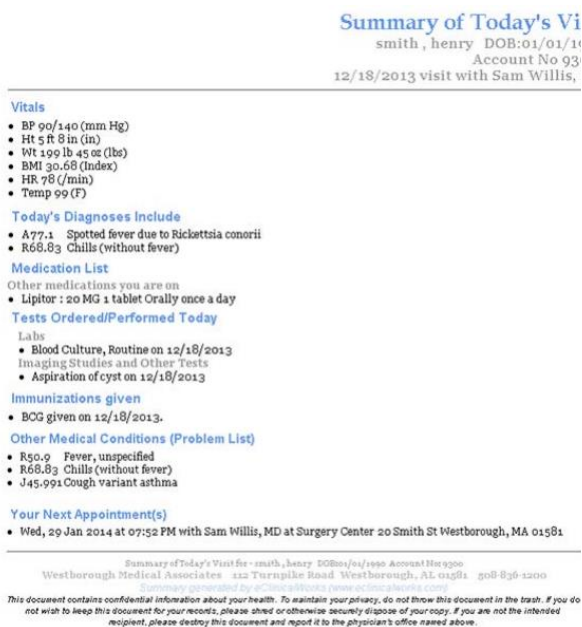 Summary of Today's Vi
smith , henry DOB:01/01/19
Account No 930
12/18/2013 visit with Sam Willis,
Vitals
• BP 90/140 (mm Hg)
• Ht 5 ft 8 in (in)
• Wt 199 lb 45 oz (lbs)
• BMI 30.68 (Index)
• HR 78 (/min)
• Temp 99 (F)
Today's Diagnoses Include
• A77.1 Spotted fever due to Rickettsia conorii
• R68.83 Chills (without fever)
Medication List
Other medications you are on
• Lipitor : 20 MG 1 tablet Orally once a day
Tests Ordered/Performed Today
Labs
• Blood Culture, Routine on 12/18/2013
Imaging Studies and Other Tests
• Aspiration of cyst on 12/18/2013
Immunizations given
• BCG given on 12/18/2013.
Other Medical Conditions (Problem List)
• R50.9 Fever, unspecified
• R68.83 Chills (without fever)
• J45.991 Cough variant asthma
Your Next Appointment(s)
• Wed, 29 Jan 2014 at 07:52 PM with Sam Willis, MD at Surgery Center 20 Smith St Westborough, MA 01581
Summary of Today's Visit for - smith , henry DOB:01/01/1990 Account No: 9300
Westborough Medical Associates 112 Turnpike Road Westborough, AL 01581 508-836-1200
Summary generated by eClinicalWorks (www.eclinicalworks.com)
This document contains confidential information about your health. To maintain your privacy, do not throw this document in the trash. If you do
not wish to keep this document for your records, please shred or otherwise securely dispose of your copy. If you are not the intended
recipient, please destroy this document and report it to the physician's office named above.